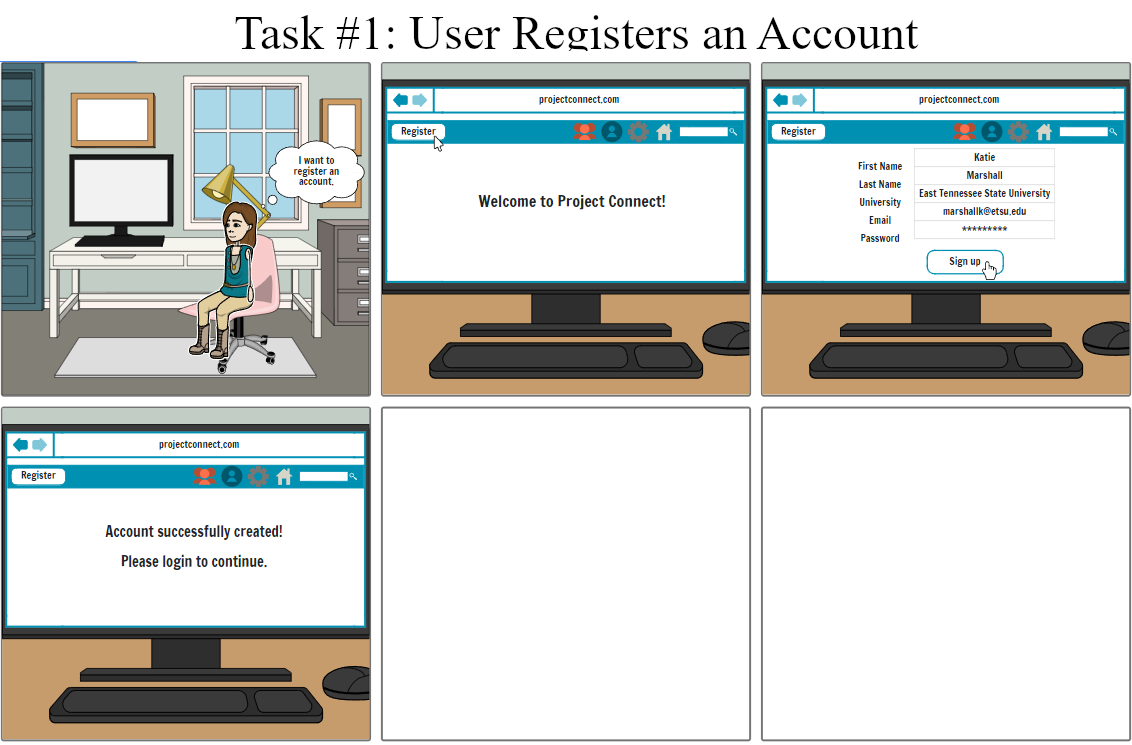 Task #1: User Registers an Account
I want to
register an
account.
projectconnect.com
Register
Welcome to Project Connect!
projectconnect.com
Register
First Name
Katie
Last Name
Marshall
University
East Tennessee State University
Email
marshallk@etsu.edu
Password
*********
Sign up
projectconnect.com
Register
Account successfully created!
Please login to continue.